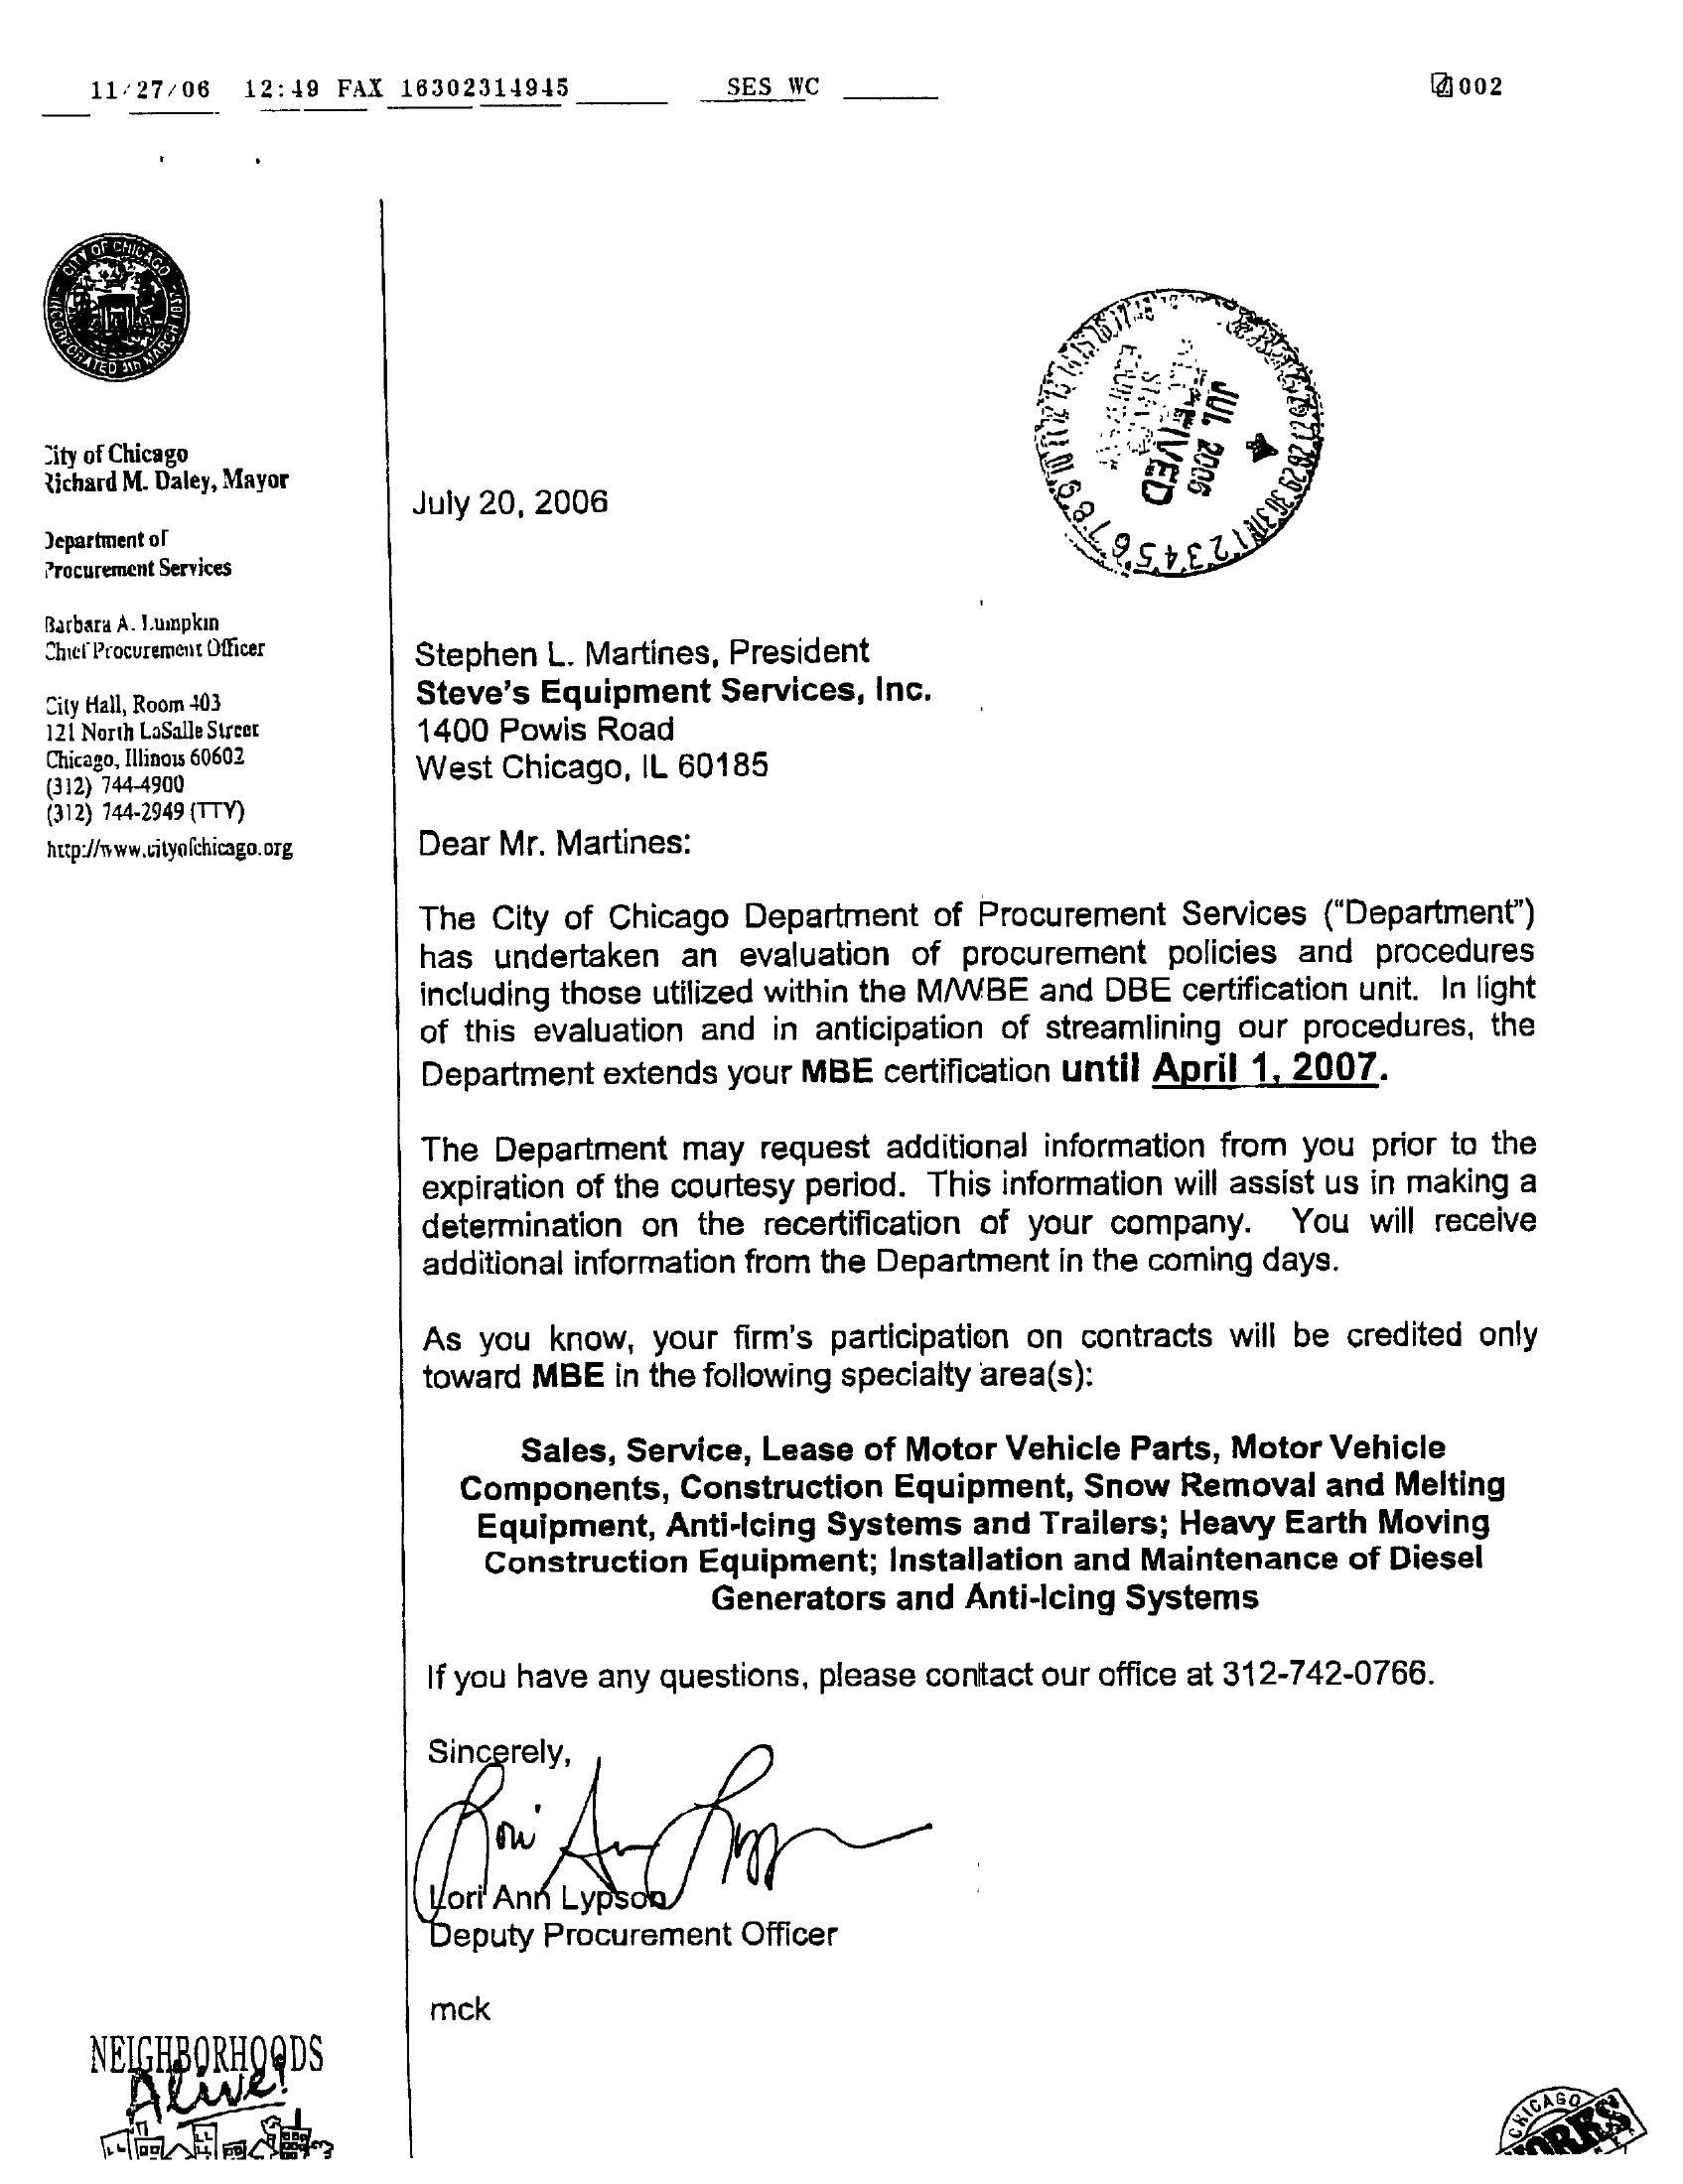 11/27/06 12:49 FAX 16302314945 SES WC 002
CITY OF CHICAGO
INCORPORATED 4th MARCH 1837
City of Chicago
Richard M. Daley, Mayor
Department of
Procurement Services
Barbara A. Lumpkin
Chief Procurement Officer
City Hall, Room 403
121 North LaSalle Street
Chicago, Illinois 60602
(312) 744-4900
(312) 744-2949 (TTY)
http://www.cityofchicago.org
JUL 2006
July 20, 2006
Stephen L. Martines, President
Steve's Equipment Services, Inc.
1400 Powis Road
West Chicago, IL 60185
Dear Mr. Martines:
The City of Chicago Department of Procurement Services ("Department")
has undertaken an evaluation of procurement policies and procedures
including those utilized within the M/WBE and DBE certification unit. In light
of this evaluation and in anticipation of streamlining our procedures, the
Department extends your MBE certification until April 1, 2007.
The Department may request additional information from you prior to the
expiration of the courtesy period. This information will assist us in making a
determination on the recertification of your company. You will receive
additional information from the Department in the coming days.
As you know, your firm's participation on contracts will be credited only
toward MBE in the following specialty area(s):
Sales, Service, Lease of Motor Vehicle Parts, Motor Vehicle
Components, Construction Equipment, Snow Removal and Melting
Equipment, Anti-Icing Systems and Trailers; Heavy Earth Moving
Construction Equipment; Installation and Maintenance of Diesel
Generators and Anti-Icing Systems
If you have any questions, please contact our office at 312-742-0766.
Sincerely,
Lori Ann Lypson
Deputy Procurement Officer
mck
NEIGHBORHOODS
Alive!
CHICAGO
WORKS